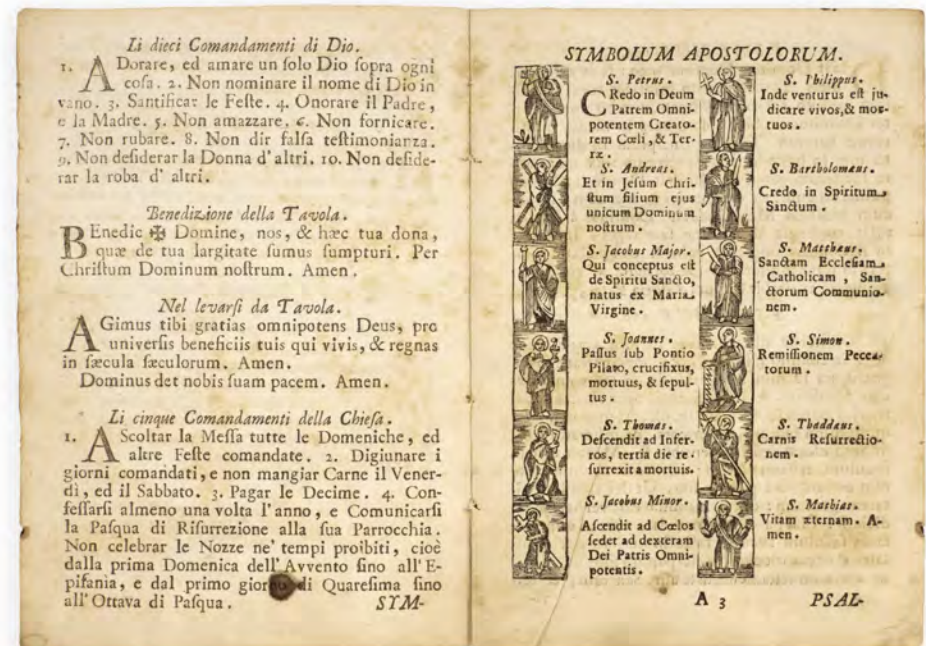 Li dieci Comandamenti di Dio.
1. ADorare, ed amare un ſolo Dio ſopra ogni
coſa. 2. Non nominare il nome di Dio in
vano. 3. Santificar le Feſte. 4. Onorare il Padre,
e la Madre. 5. Non amazzare. 6. Non fornicare.
7. Non rubare. 8. Non dir falſa teſtimonianza.
9. Non deſiderar la Donna d'altri. 10. Non deſide-
rar la roba d' altri.
Benedizione della Tavola.
BEnedic ✠ Domine, nos, & hæc tua dona,
quæ de tua largitate ſumus ſumpturi. Per
Chriſtum Dominum noſtrum. Amen.
Nel levarſi da Tavola.
AGimus tibi gratias omnipotens Deus, pro
univerſis beneficiis tuis qui vivis, & regnas
in ſæcula ſæculorum. Amen.
Dominus det nobis ſuam pacem. Amen.
Li cinque Comandamenti della Chieſa.
1. AScoltar la Meſſa tutte le Domeniche, ed
altre Feſte comandate. 2. Digiunare i
giorni comandati, e non mangiar Carne il Vener-
dì, ed il Sabbato. 3. Pagar le Decime. 4. Con-
feſſarſi almeno una volta l'anno, e Comunicarſi
la Paſqua di Riſurrezione alla ſua Parrocchia.
Non celebrar le Nozze ne' tempi proibiti, cioè
dalla prima Domenica dell'Avvento ſino all'E-
pifania, e dal primo giorno di Quareſima ſino
all'Ottava di Paſqua.
SYM-
SYMBOLUM APOSTOLORUM.
S. Petrus.
CRedo in Deum
Patrem Omni-
potentem Creato-
rem Cœli, & Ter-
ræ.
S. Andreas.
Et in Jeſum Chri-
ſtum filium ejus
unicum Dominum
noſtrum.
S. Jacobus Major.
Qui conceptus eſt
de Spiritu Sancto,
natus ex Maria
Virgine.
S. Joannes.
Paſſus ſub Pontio
Pilato, crucifixus,
mortuus, & ſepul-
tus.
S. Thomas.
Deſcendit ad Infer-
ros, tertia die re-
ſurrexit a mortuis.
S. Jacobus Minor.
Aſcendit ad Cœlos
ſedet ad dexteram
Dei Patris Omni-
potentis.
S. Philippus.
Inde venturus eſt ju-
dicare vivos, & mor-
tuos.
S. Bartholomæus.
Credo in Spiritum
Sanctum.
S. Matthæus.
Sanctam Eccleſiam
Catholicam, San-
ctorum Communio-
nem.
S. Simon.
Remiſſionem Pecca-
torum.
S. Thaddæus.
Carnis Reſurrectio-
nem.
S. Mathias.
Vitam æternam. A-
men.
A 3
PSAL-